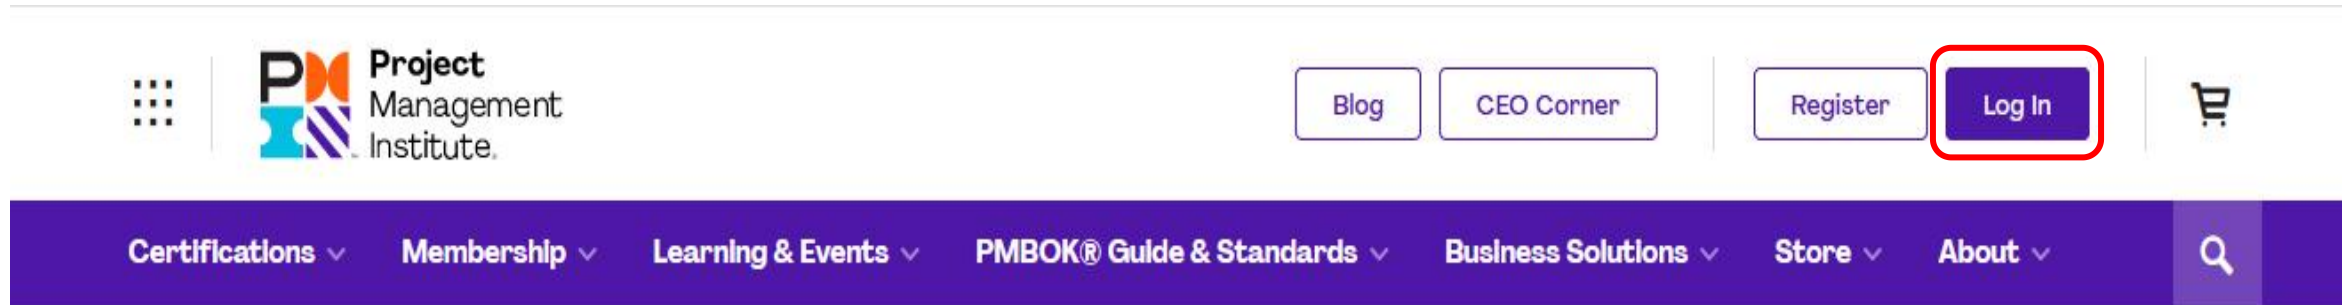 PM
Project
Management
Institute.
Blog
CEO Corner
Register
Log In
Certifications
Membership
Learning & Events
PMBOK® Guide & Standards
Business Solutions
Store
About